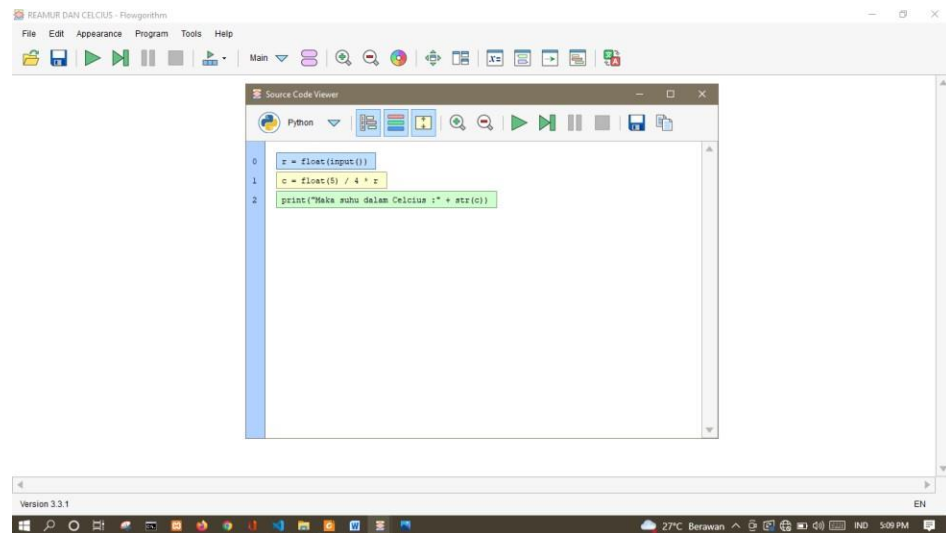 REAMUR DAN CELCIUS - Flowgorithm
File Edit Appearance Program Tools Help
Main
Source Code Viewer
Python
0 r = float(input())
1 c = float(5) / 4 * r
2 print("Maka suhu dalam Celcius :" + str(c))
Version 3.3.1 EN
27°C Berawan IND 5:09 PM